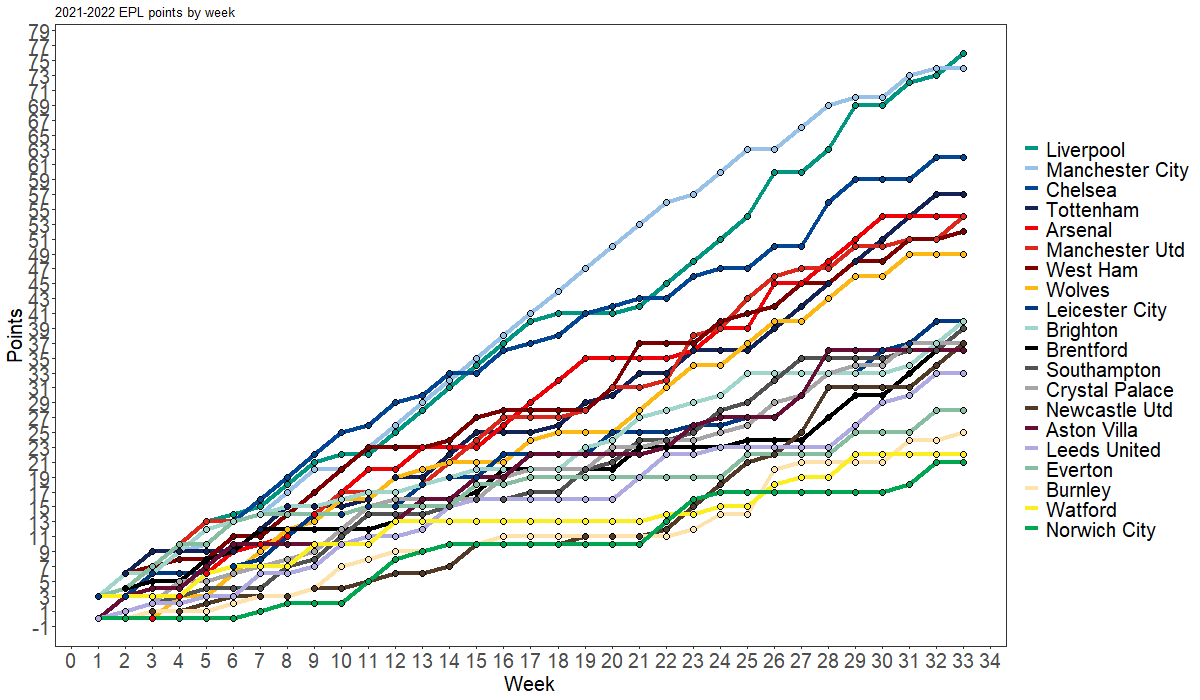 2021-2022 EPL points by week
79
77
75
73
71
69
67
65
63
61
59
57
55
53
51
49
47
45
43
41
39
37
35
33
31
29
27
25
23
21
19
17
15
13
11
9
7
5
3
1
-1
Points
0 1 2 3 4 5 6 7 8 9 10 11 12 13 14 15 16 17 18 19 20 21 22 23 24 25 26 27 28 29 30 31 32 33 34
Week
Liverpool
Manchester City
Chelsea
Tottenham
Arsenal
Manchester Utd
West Ham
Wolves
Leicester City
Brighton
Brentford
Southampton
Crystal Palace
Newcastle Utd
Aston Villa
Leeds United
Everton
Burnley
Watford
Norwich City